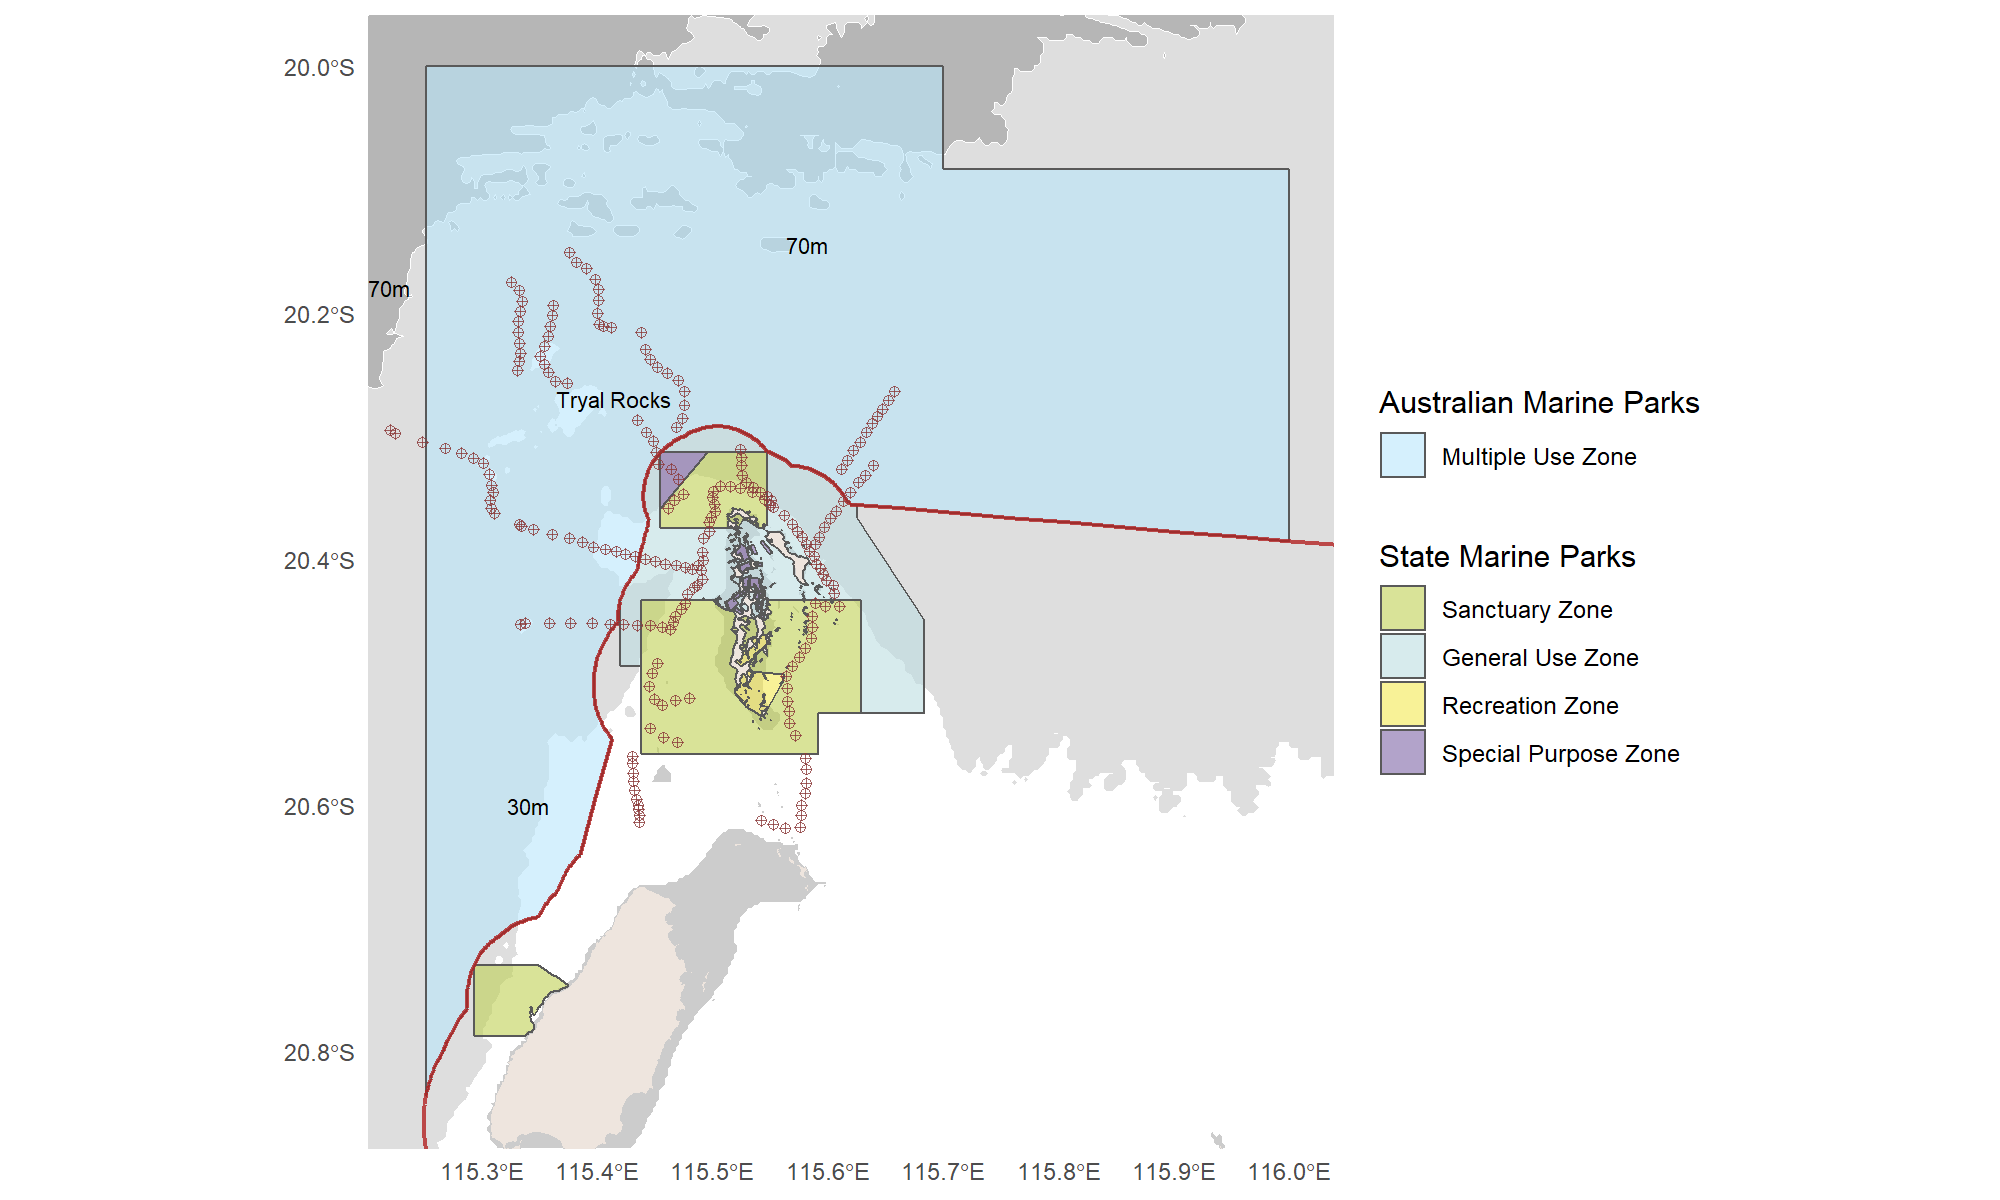 20.0°S
20.2°S
20.4°S
20.6°S
20.8°S
70m
70m
Tryal Rocks
30m
115.3°E
115.4°E
115.5°E
115.6°E
115.7°E
115.8°E
115.9°E
116.0°E
Australian Marine Parks
Multiple Use Zone
State Marine Parks
Sanctuary Zone
General Use Zone
Recreation Zone
Special Purpose Zone